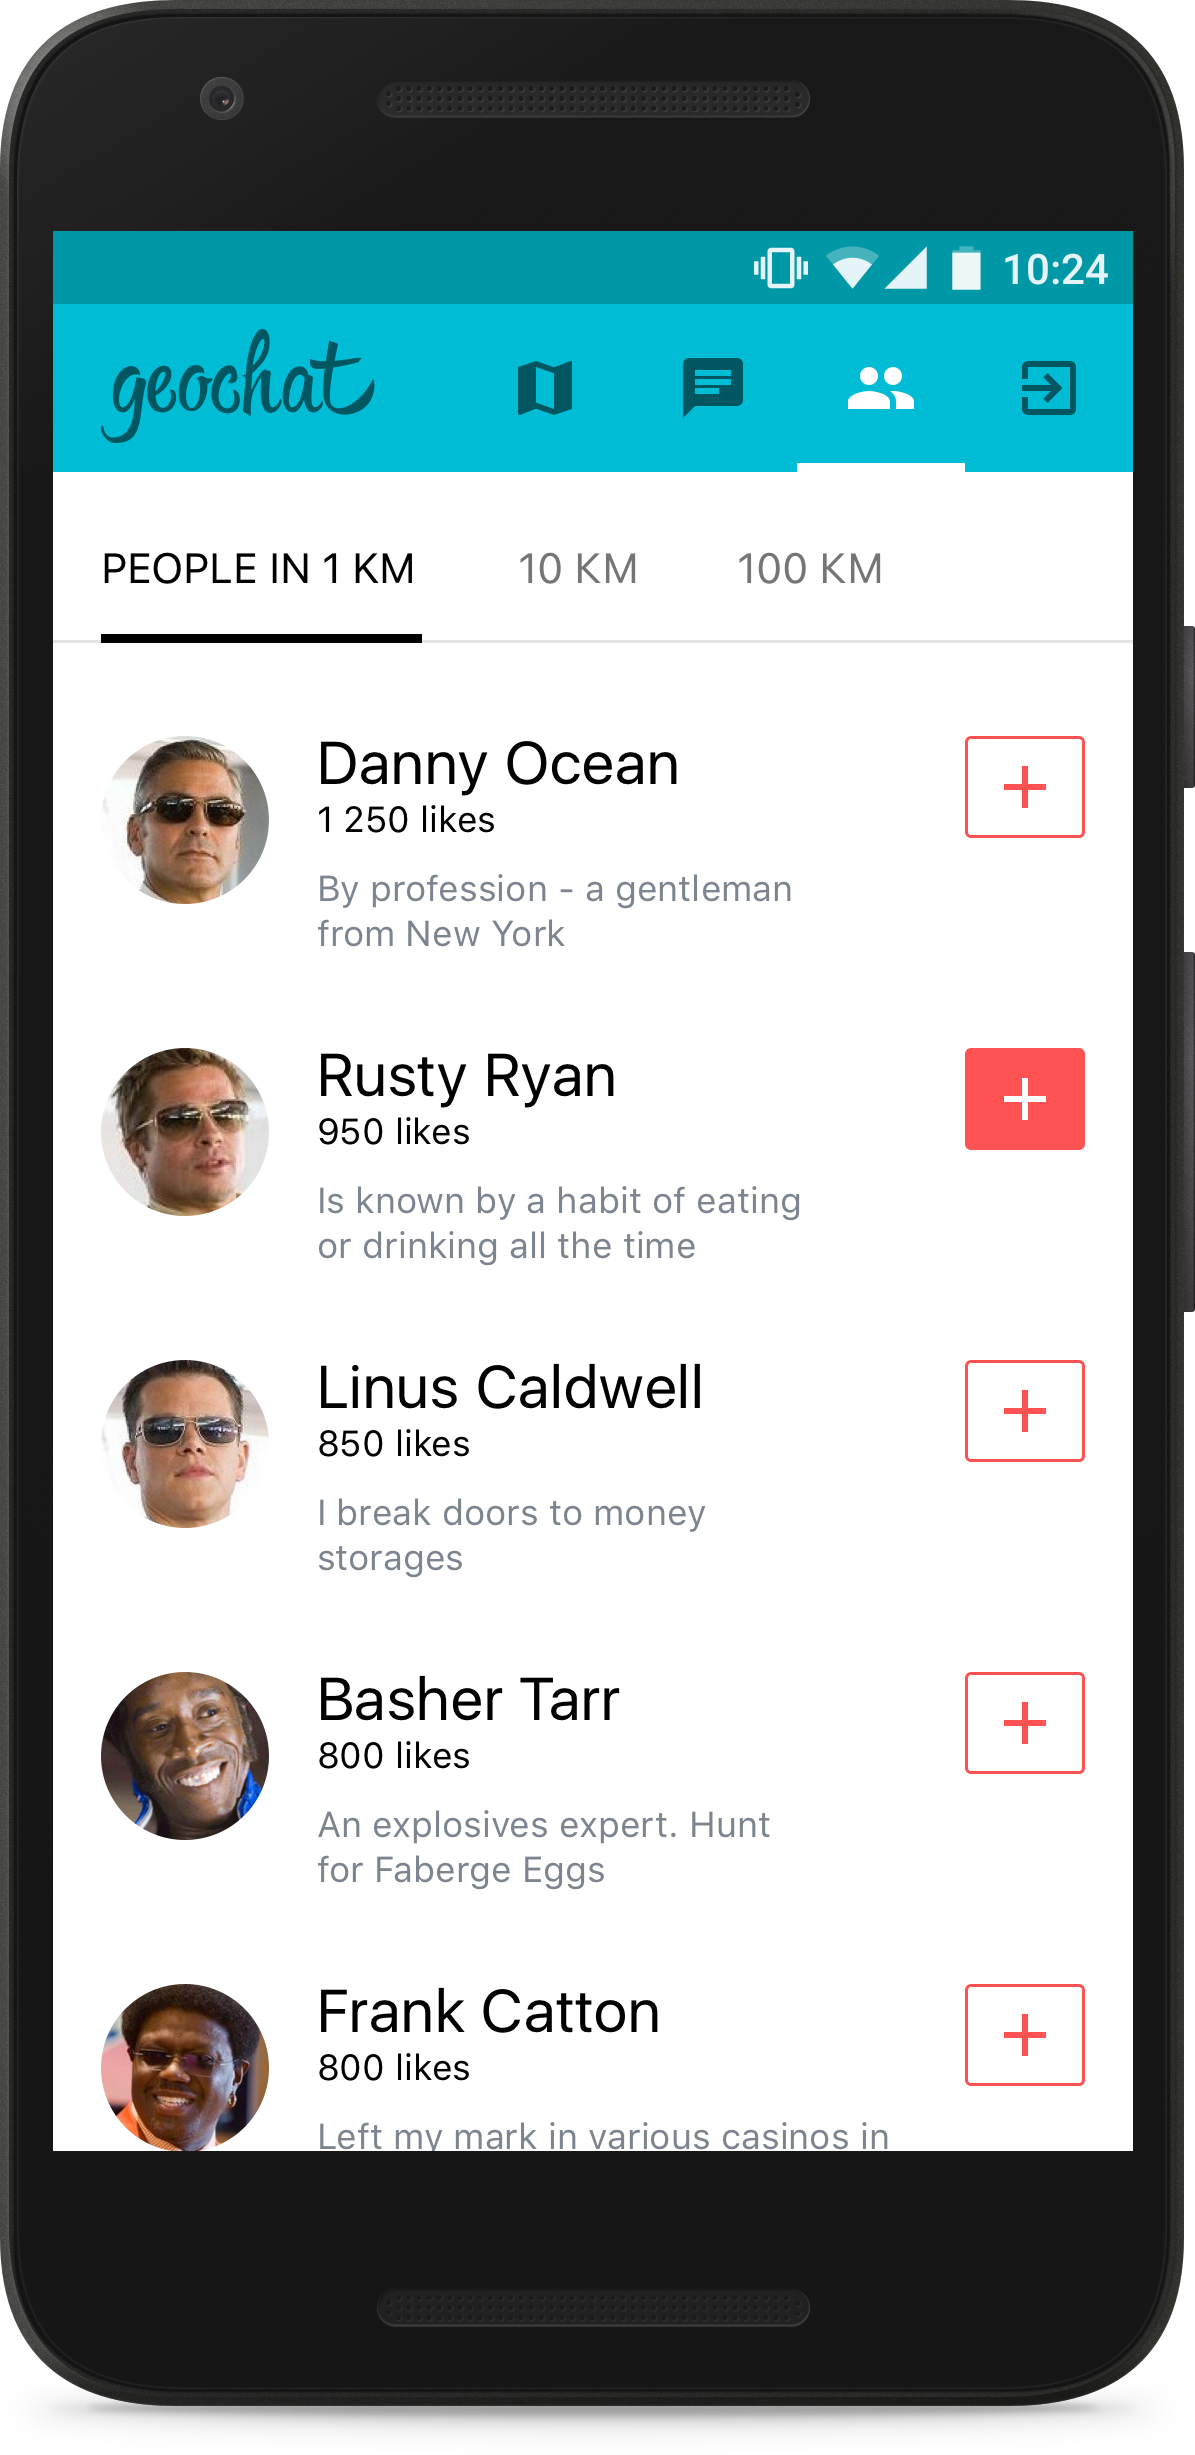 10:24
geochat
PEOPLE IN 1 KM 10 KM 100 KM
Danny Ocean
1 250 likes
By profession - a gentleman
from New York
Rusty Ryan
950 likes
Is known by a habit of eating
or drinking all the time
Linus Caldwell
850 likes
I break doors to money
storages
Basher Tarr
800 likes
An explosives expert. Hunt
for Faberge Eggs
Frank Catton
800 likes
Left my mark in various casinos in